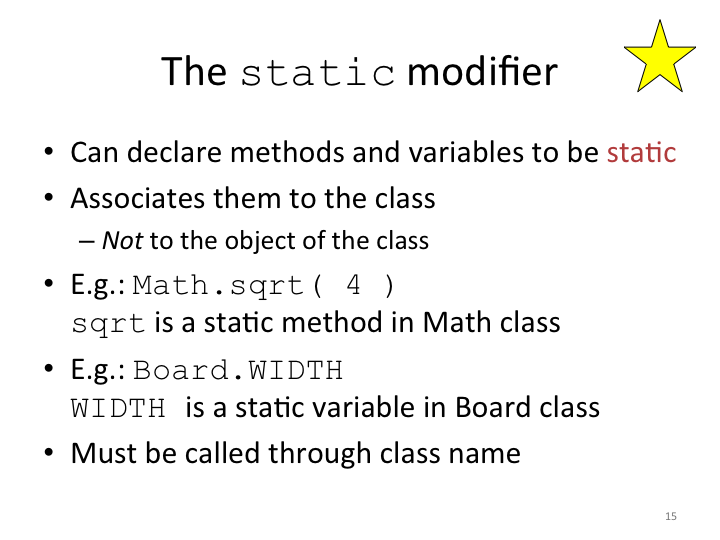 The static modifier
• Can declare methods and variables to be static
• Associates them to the class
– Not to the object of the class
• E.g.: Math.sqrt( 4 )
sqrt is a static method in Math class
• E.g.: Board.WIDTH
WIDTH is a static variable in Board class
• Must be called through class name
15